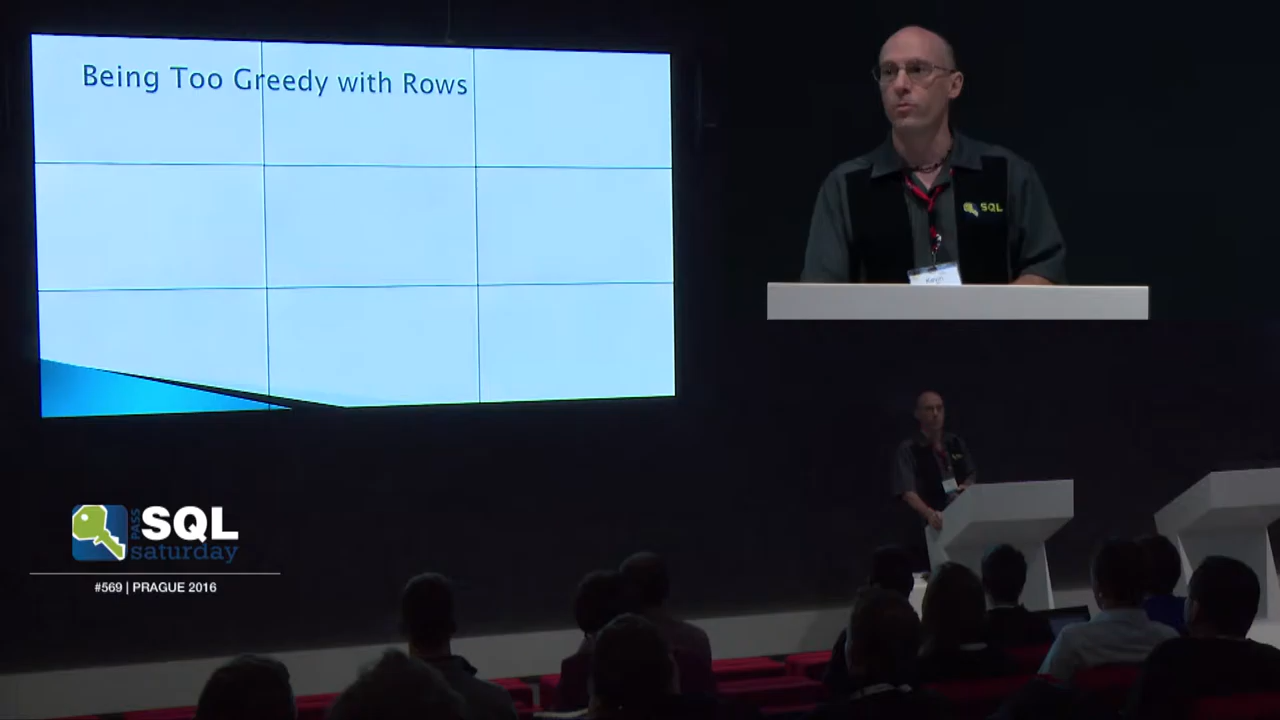 Being Too Greedy with Rows
SQL
PASS
SQL
saturday
#569 | PRAGUE 2016